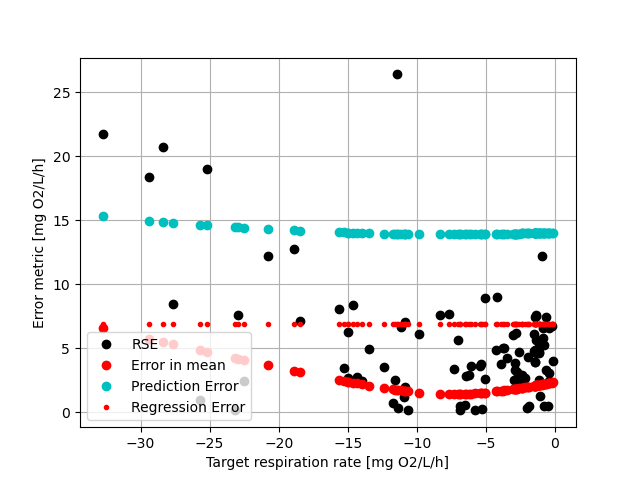 Error metric [mg O2/L/h]
25
20
15
10
5
0
RSE
Error in mean
Prediction Error
Regression Error
−30 −25 −20 −15 −10 −5 0
Target respiration rate [mg O2/L/h]